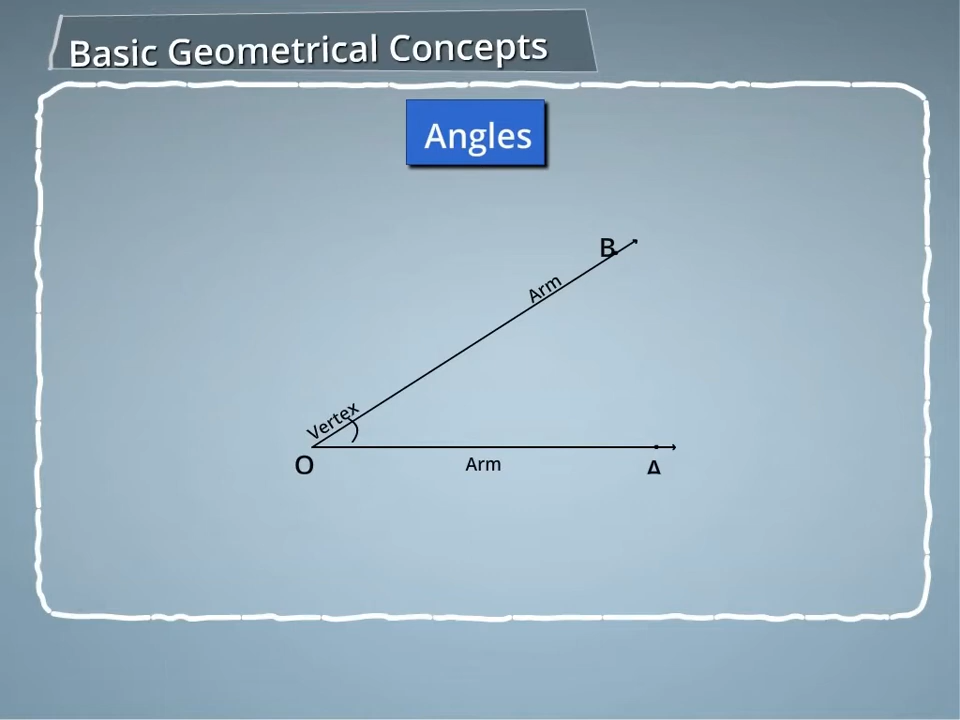 Basic Geometrical Concepts
Angles
B
Arm
Vertex
O
Arm
A